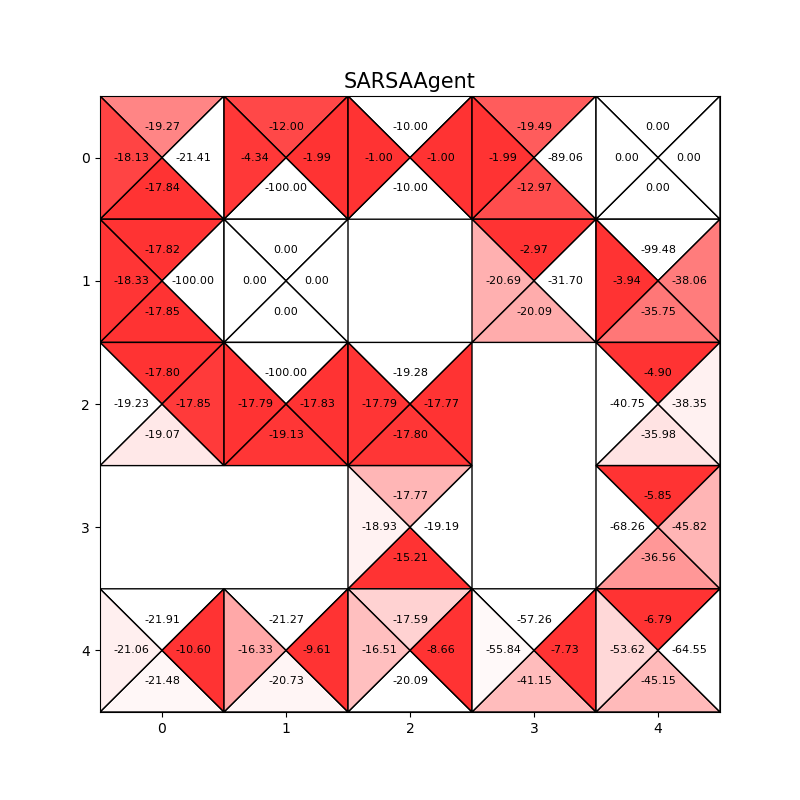 SARSAAgent
-19.27 -12.00 -10.00 -19.49 0.00
0 -18.13 -21.41 -4.34 -1.99 -1.00 -1.00 -1.99 -89.06 0.00 0.00
-17.84 -100.00 -10.00 -12.97 0.00
-17.82 0.00 -2.97 -99.48
1 -18.33 -100.00 0.00 0.00 -20.69 -31.70 -3.94 -38.06
-17.85 0.00 -20.09 -35.75
-17.80 -100.00 -19.28 -4.90
2 -19.23 -17.85 -17.79 -17.83 -17.79 -17.77 -40.75 -38.35
-19.07 -19.13 -17.80 -35.98
-17.77 -5.85
3 -18.93 -19.19 -68.26 -45.82
-15.21 -36.56
-21.91 -21.27 -17.59 -57.26 -6.79
4 -21.06 -10.60 -16.33 -9.61 -16.51 -8.66 -55.84 -7.73 -53.62 -64.55
-21.48 -20.73 -20.09 -41.15 -45.15
0 1 2 3 4